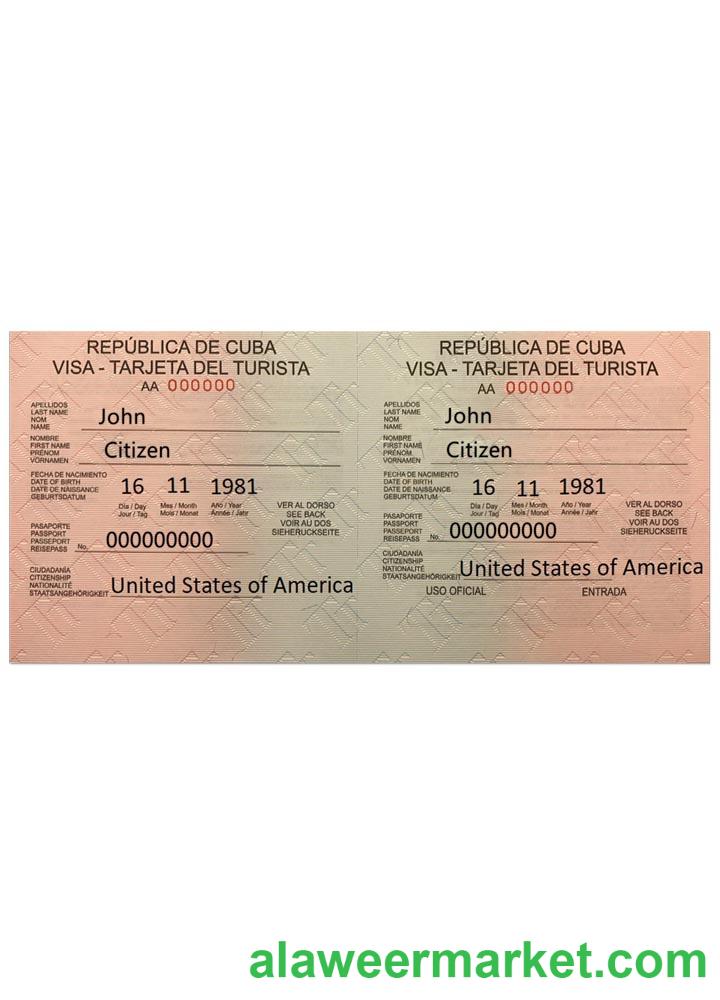 REPÚBLICA DE CUBA
VISA - TARJETA DEL TURISTA
AA 000000
APELLIDOS
LAST NAME
NOM
NAME
John
NOMBRE
FIRST NAME
PRÉNOM
VORNAMEN
Citizen
FECHA DE NACIMIENTO
DATE OF BIRTH
DATE DE NAISSANCE
GEBURTSDATUM
16 11 1981
Día / Day Mes / Month Año / Year
Jour / Tag Mois / Monat Année / Jahr
VER AL DORSO
SEE BACK
VOIR AU DOS
SIEHERUCKSEITE
PASAPORTE
PASSPORT
PASSEPORT
REISEPASS No. 000000000
CIUDADANÍA
CITIZENSHIP
NATIONALITÉ
STAATSANGEHÖRIGKEIT United States of America
REPÚBLICA DE CUBA
VISA - TARJETA DEL TURISTA
AA 000000
APELLIDOS
LAST NAME
NOM
NAME
John
NOMBRE
FIRST NAME
PRÉNOM
VORNAMEN
Citizen
FECHA DE NACIMIENTO
DATE OF BIRTH
DATE DE NAISSANCE
GEBURTSDATUM
16 11 1981
Día / Day Mes / Month Año / Year
Jour / Tag Mois / Monat Année / Jahr
VER AL DORSO
SEE BACK
VOIR AU DOS
SIEHERUCKSEITE
PASAPORTE
PASSPORT
PASSEPORT
REISEPASS No. 000000000
CIUDADANÍA
CITIZENSHIP
NATIONALITÉ
STAATSANGEHÖRIGKEIT United States of America
USO OFICIAL ENTRADA
alaweermarket.com